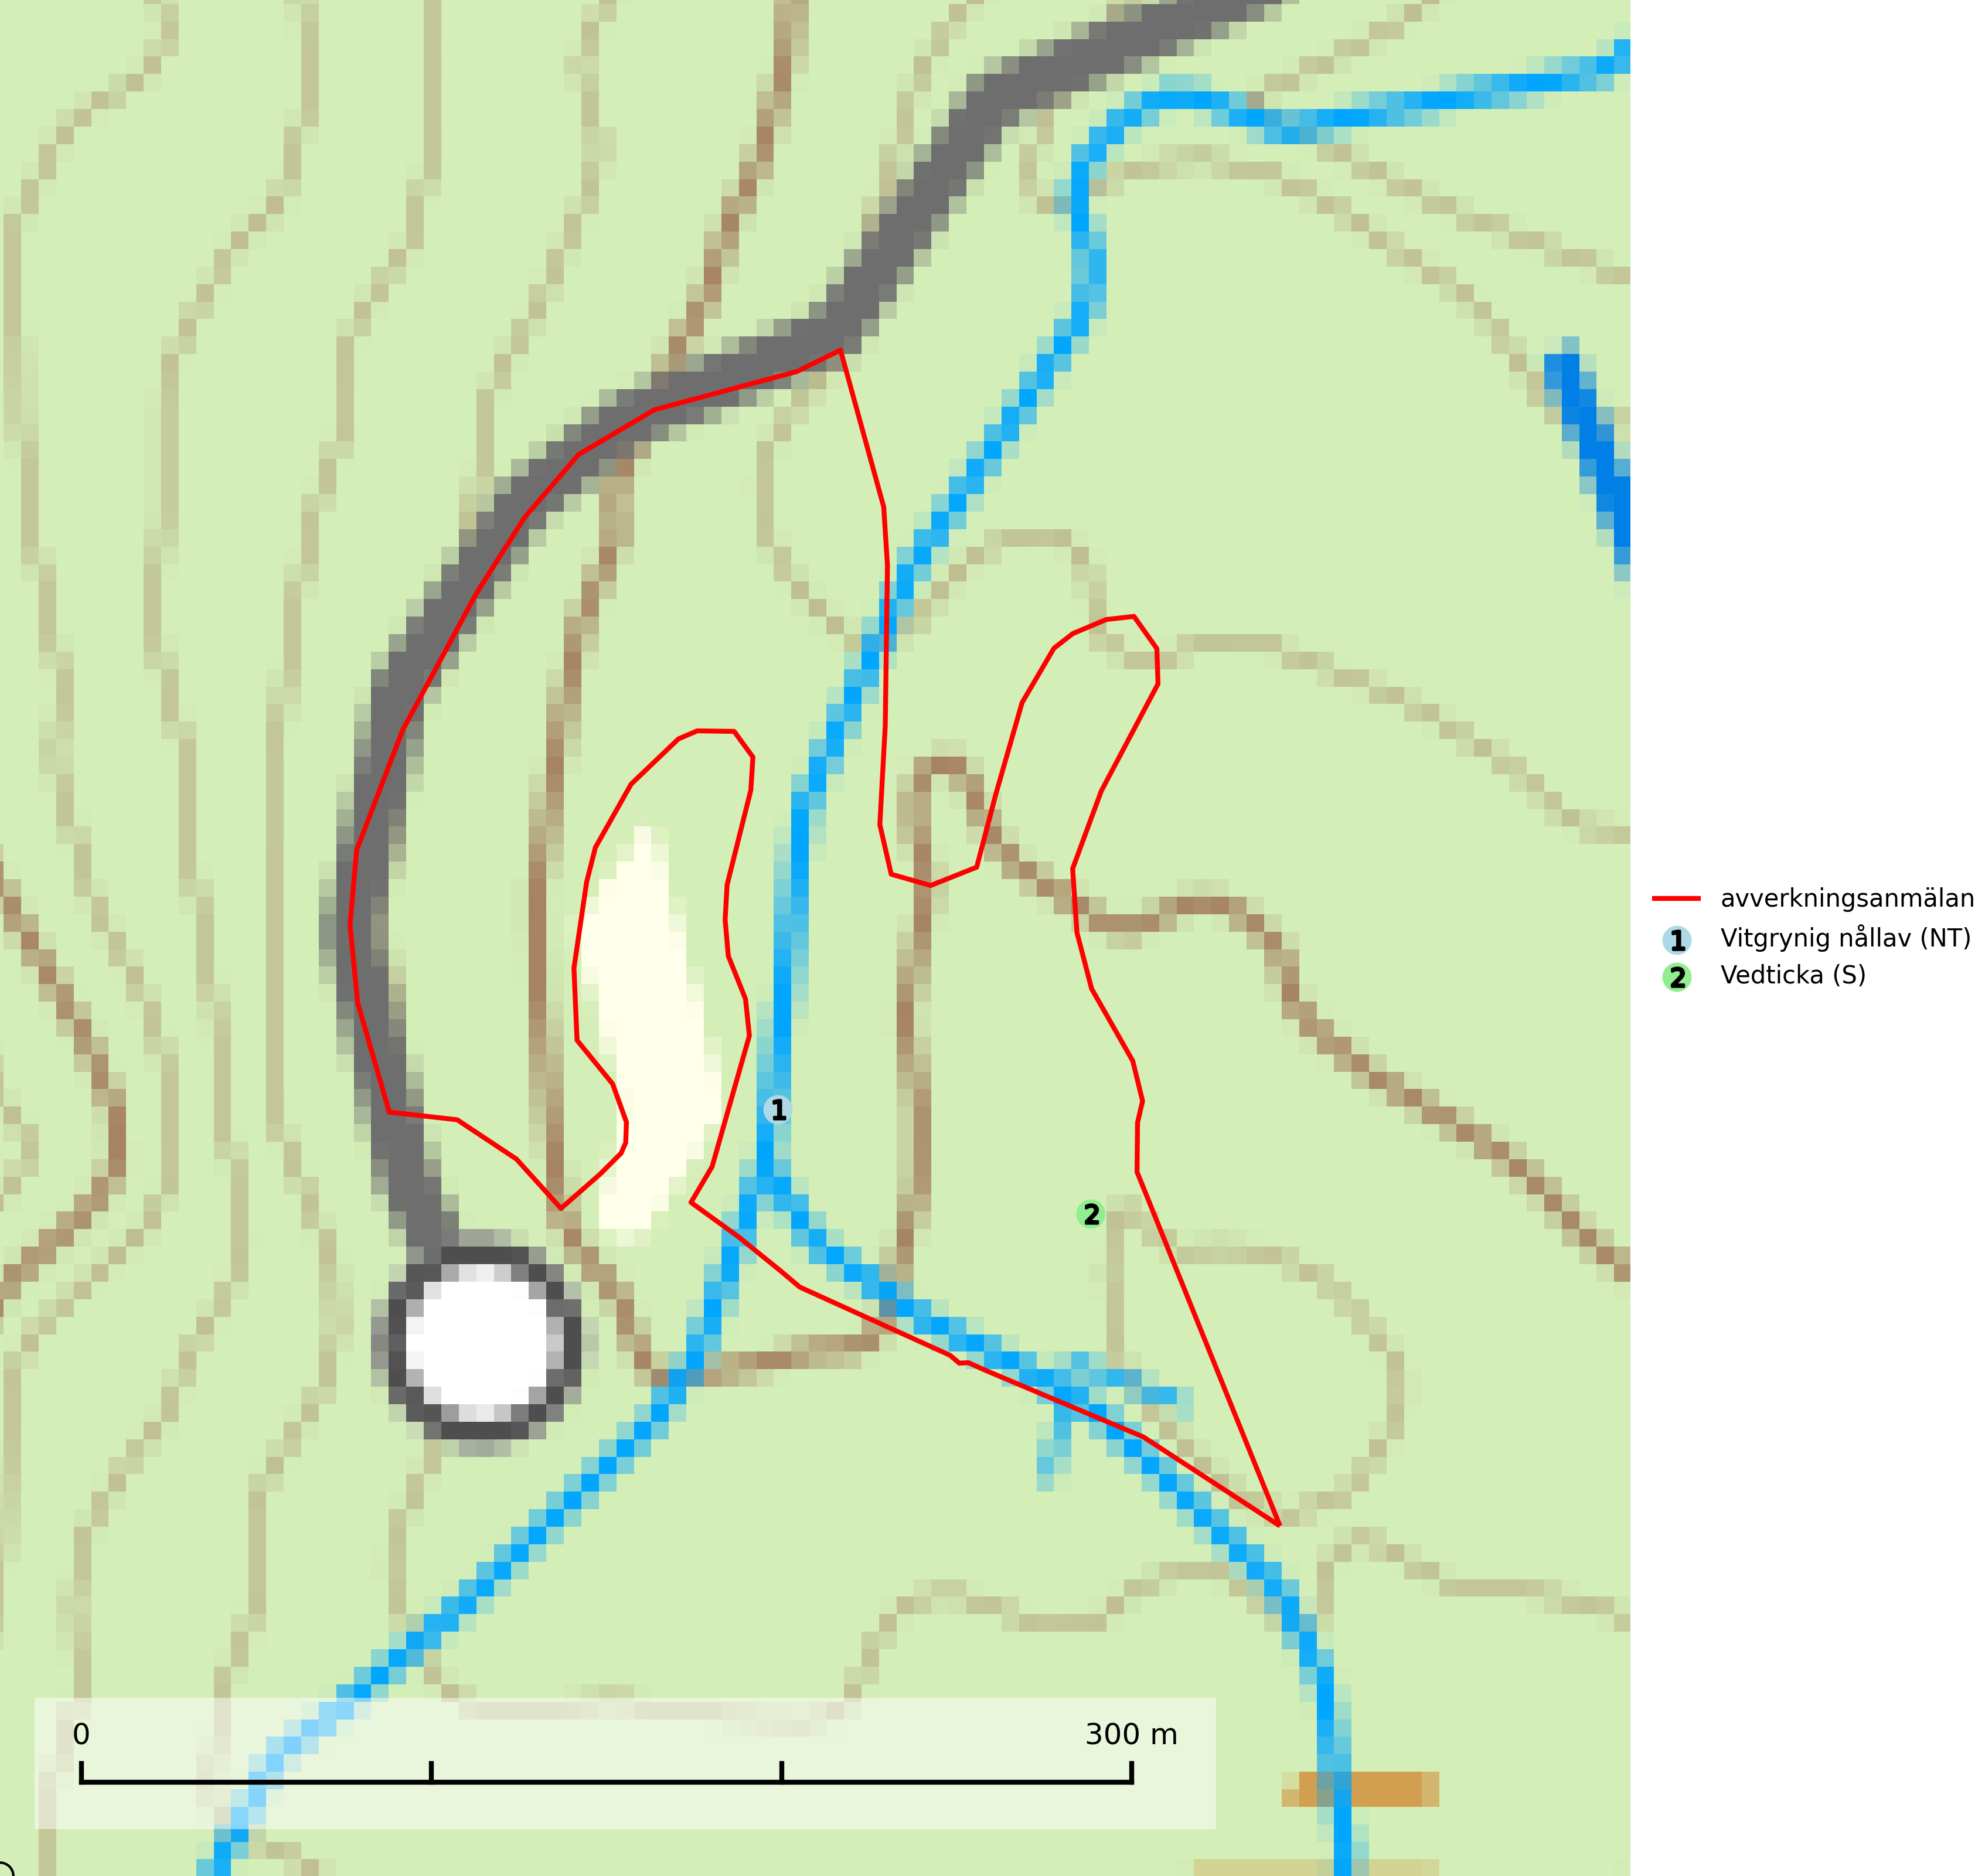 avverkningsanmälan
1 Vitgrynig nållav (NT)
2 Vedticka (S)
1
2
0 300 m